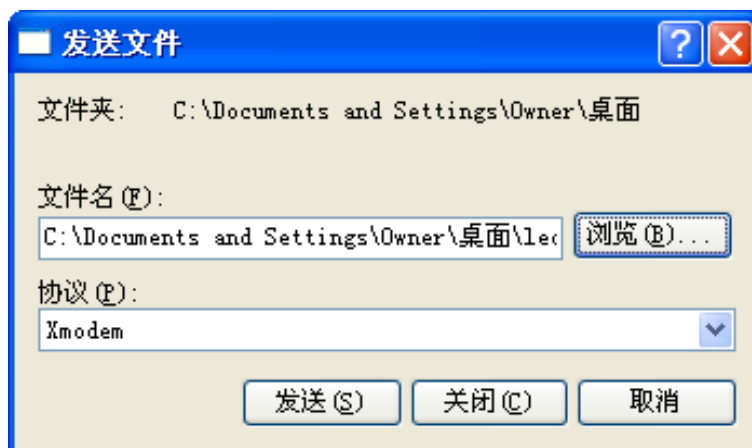 发送文件
文件夹: C:\Documents and Settings\Owner\桌面
文件名(F):
C:\Documents and Settings\Owner\桌面\le 浏览(B)...
协议(P):
Xmodem
发送(S) 关闭(C) 取消